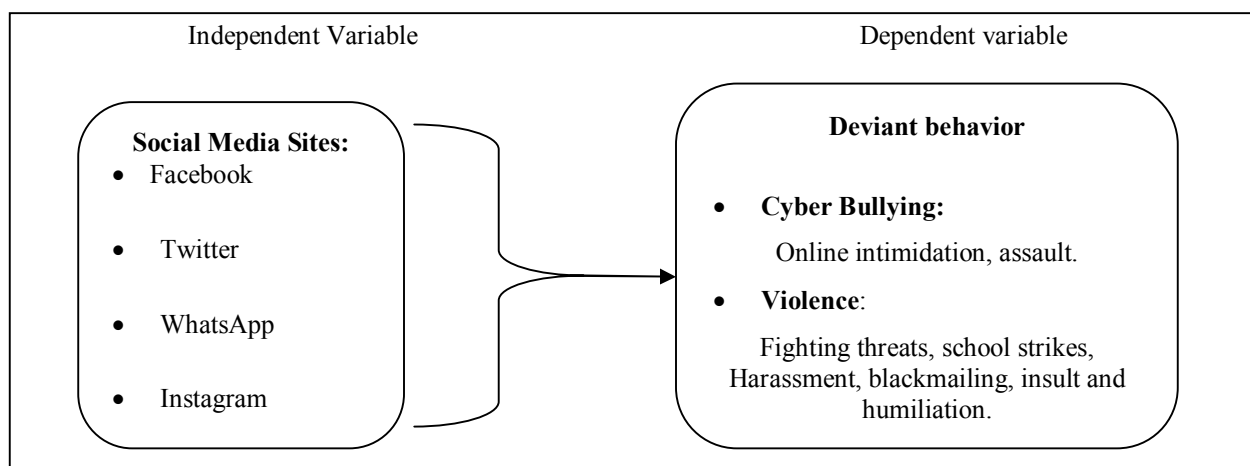 Independent Variable
Dependent variable
Social Media Sites:
• Facebook
• Twitter
• WhatsApp
• Instagram
Deviant behavior
• Cyber Bullying:
Online intimidation, assault.
• Violence:
Fighting threats, school strikes,
Harassment, blackmailing, insult and
humiliation.